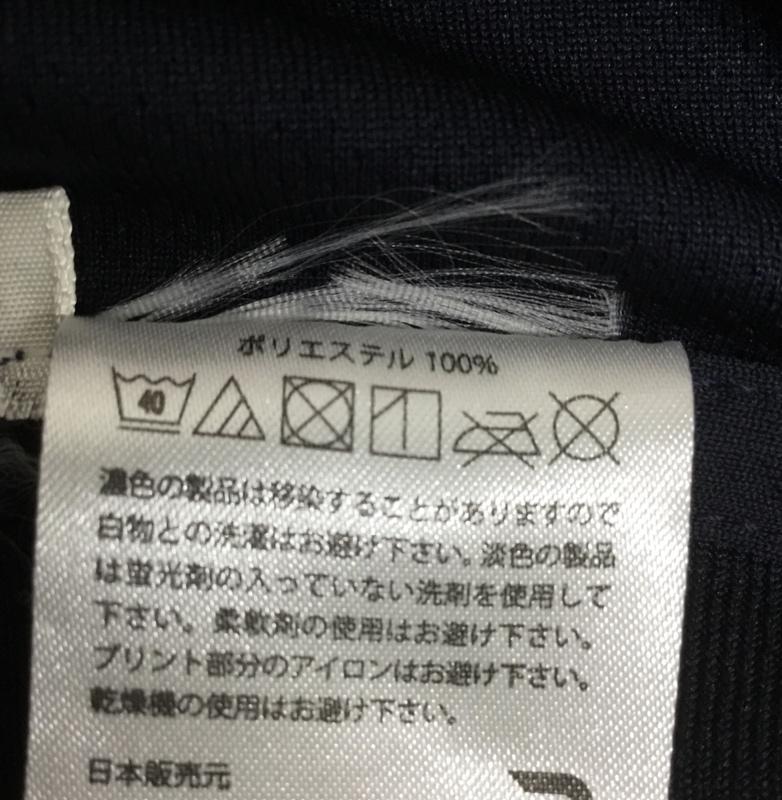 ポリエステル 100%
40
濃色の製品は移染することがありますので
白物との洗濯はお避け下さい。淡色の製品
は蛍光剤の入っていない洗剤を使用して
下さい。柔軟剤の使用はお避け下さい。
プリント部分のアイロンはお避け下さい。
乾燥機の使用はお避け下さい。
日本販売元